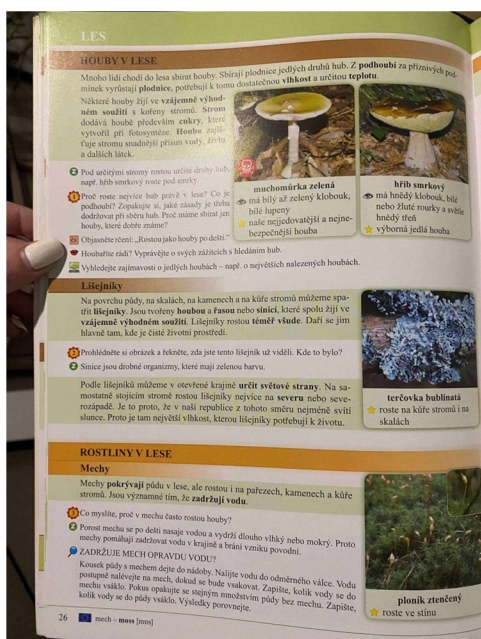 LES
HOUBY V LESE
Mnoho lidí chodí do lesa sbírat houby. Sbírají plodnice jedlých druhů hub. Z podhoubí za příznivých pod-
mínek vyrůstají plodnice, potřebují k tomu dostatečnou vlhkost a určitou teplotu.
Některé houby žijí ve vzájemně výhod-
ném soužití s kořeny stromů. Strom
dodává houbě především cukry, které
vytvořil při fotosyntéze. Houba zajiš-
ťuje stromu snadnější přísun vody, živin
a dalších látek.
Pod určitými stromy rostou určité druhy hub,
např. hřib smrkový roste pod smrky.
Proč roste nejvíce hub právě v lese? Co je
podhoubí? Zopakujte si, jaké zásady je třeba
dodržovat při sběru hub. Proč máme sbírat jen
houby, které dobře známe?
Objasněte rčení: „Rostou jako houby po dešti."
Houbaříte rádi? Vyprávějte o svých zážitcích s hledáním hub.
Vyhledejte zajímavosti o jedlých houbách – např. o největších nalezených houbách.
muchomůrka zelená
má bílý až zelený klobouk,
bílé lupeny
naše nejjedovatější a nejne-
bezpečnější houba
hřib smrkový
má hnědý klobouk, bílé
nebo žluté rourky a světle
hnědý třeň
výborná jedlá houba
Lišejníky
Na povrchu půdy, na skalách, na kamenech a na kůře stromů můžeme spa-
třit lišejníky. Jsou tvořeny houbou a řasou nebo sinicí, které spolu žijí ve
vzájemně výhodném soužití. Lišejníky rostou téměř všude. Daří se jim
hlavně tam, kde je čisté životní prostředí.
Prohlédněte si obrázek a řekněte, zda jste tento lišejník už viděli. Kde to bylo?
Sinice jsou drobné organizmy, které mají zelenou barvu.
Podle lišejníků můžeme v otevřené krajině určit světové strany. Na sa-
mostatně stojícím stromě rostou lišejníky nejvíce na severu nebo seve-
rozápadě. Je to proto, že v naší republice z tohoto směru nejméně svítí
slunce. Proto je tam největší vlhkost, kterou lišejníky potřebují k životu.
terčovka bublinatá
roste na kůře stromů i na
skalách
ROSTLINY V LESE
Mechy
Mechy pokrývají půdu v lese, ale rostou i na pařezech, kamenech a kůře
stromů. Jsou významné tím, že zadržují vodu.
Co myslíte, proč v mechu často rostou houby?
Porost mechu se po dešti nasaje vodou a vydrží dlouho vlhký nebo mokrý. Proto
mechy pomáhají zadržovat vodu v krajině a brání vzniku povodní.
ZADRŽUJE MECH OPRAVDU VODU?
Kousek půdy s mechem dejte do nádoby. Nalijte vodu do odměrného válce. Vodu
postupně nalévejte na mech, dokud se bude vsakovat. Zapište, kolik vody se do
mechu vsáklo. Pokus opakujte se stejným množstvím půdy bez mechu. Zapište,
kolik vody se do půdy vsáklo. Výsledky porovnejte.
ploník ztenčený
roste ve stínu
26 mech – moss [mɒs]